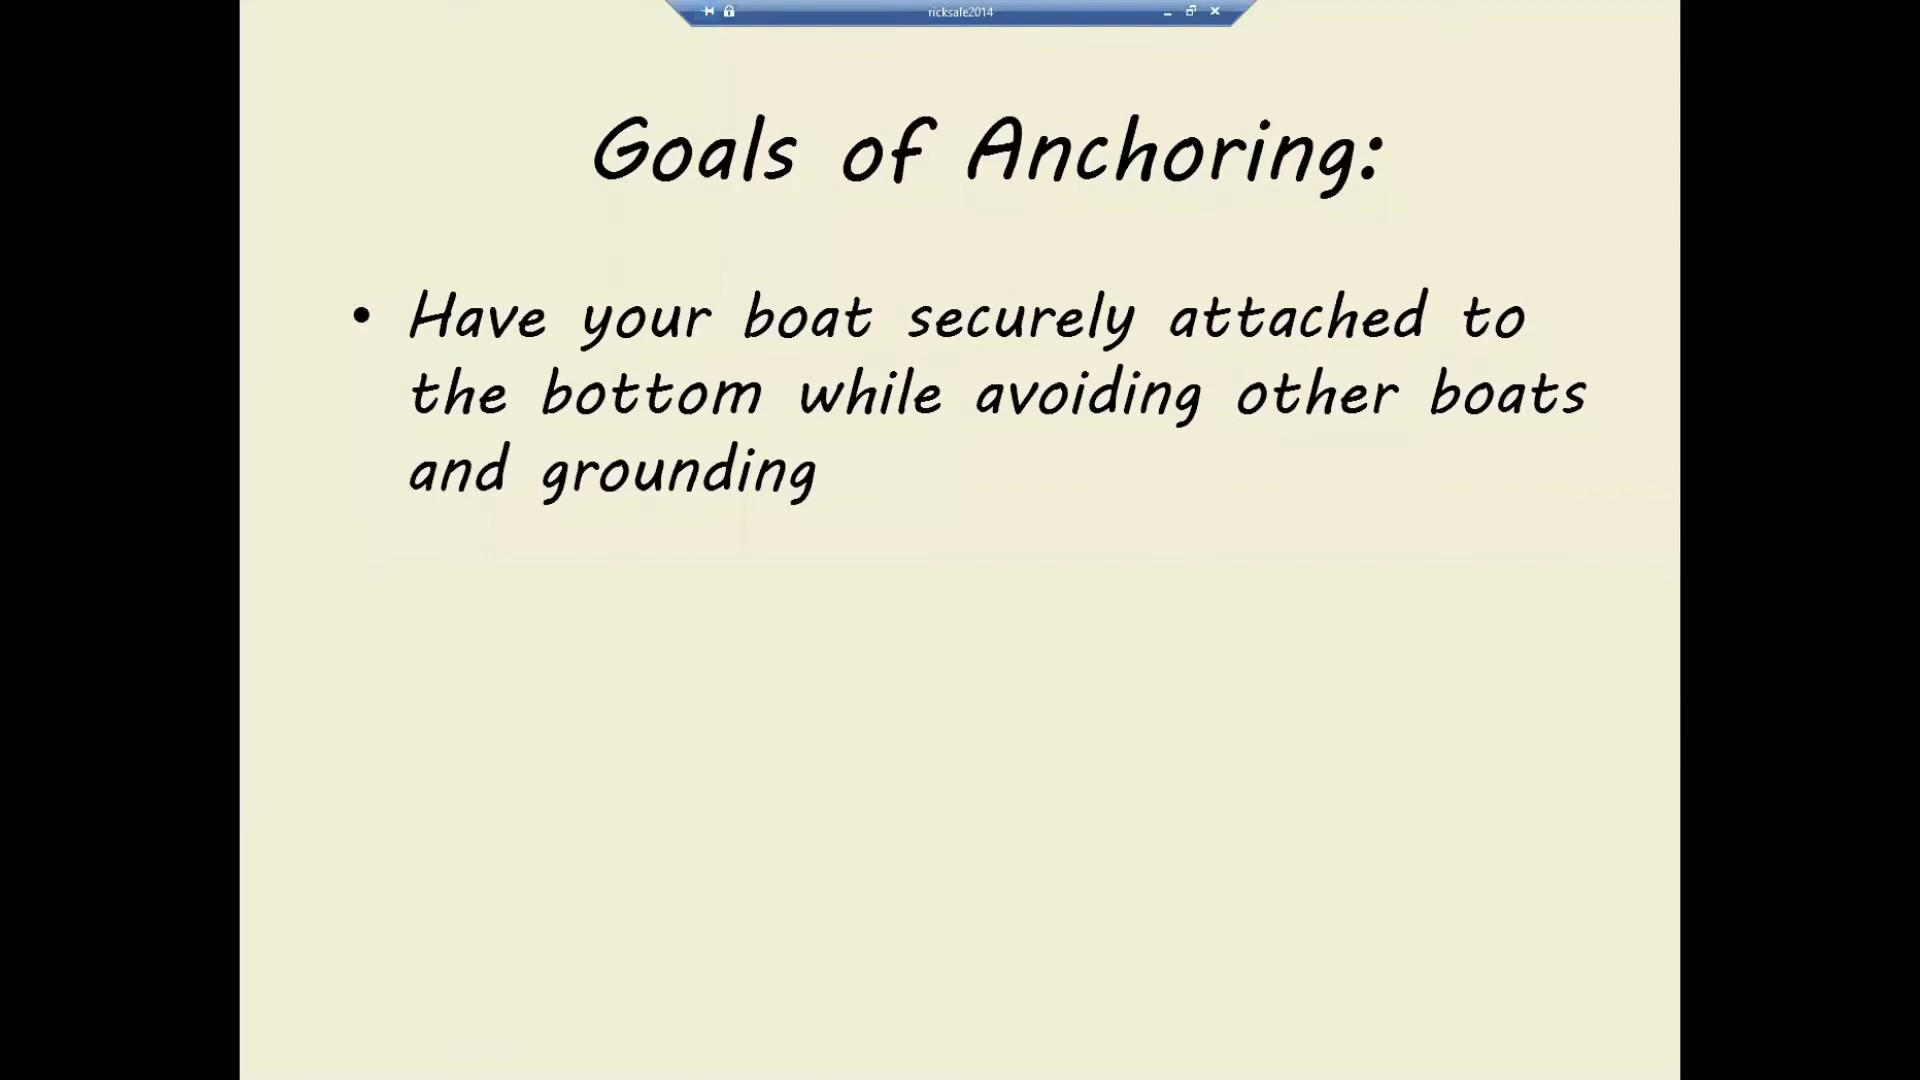 ricksale2014
Goals of Anchoring:
• Have your boat securely attached to
the bottom while avoiding other boats
and grounding